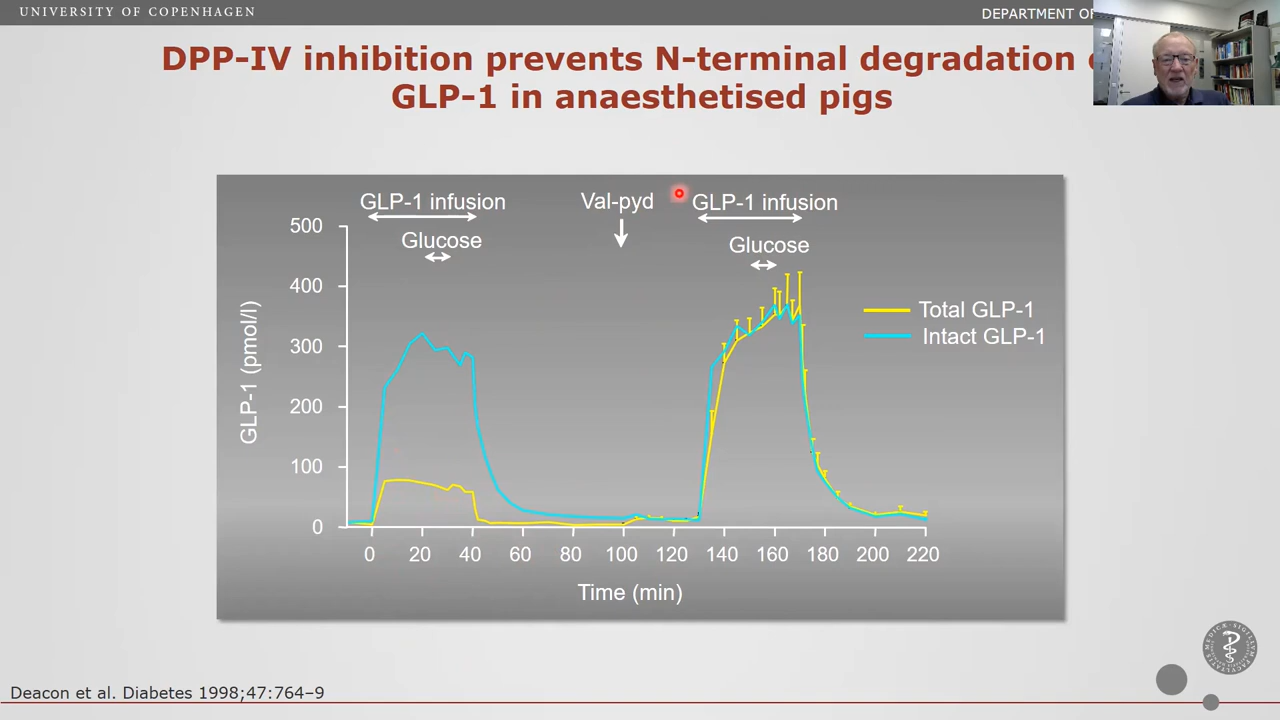 UNIVERSITY OF COPENHAGEN
DEPARTMENT
DPP-IV inhibition prevents N-terminal degradation
GLP-1 in anaesthetised pigs
GLP-1 infusion
Val-pyd
GLP-1 infusion
Glucose
Glucose
500
400
300
200
100
0
GLP-1 (pmol/l)
Total GLP-1
Intact GLP-1
0 20 40 60 80 100 120 140 160 180 200 220
Time (min)
Deacon et al. Diabetes 1998;47:764–9